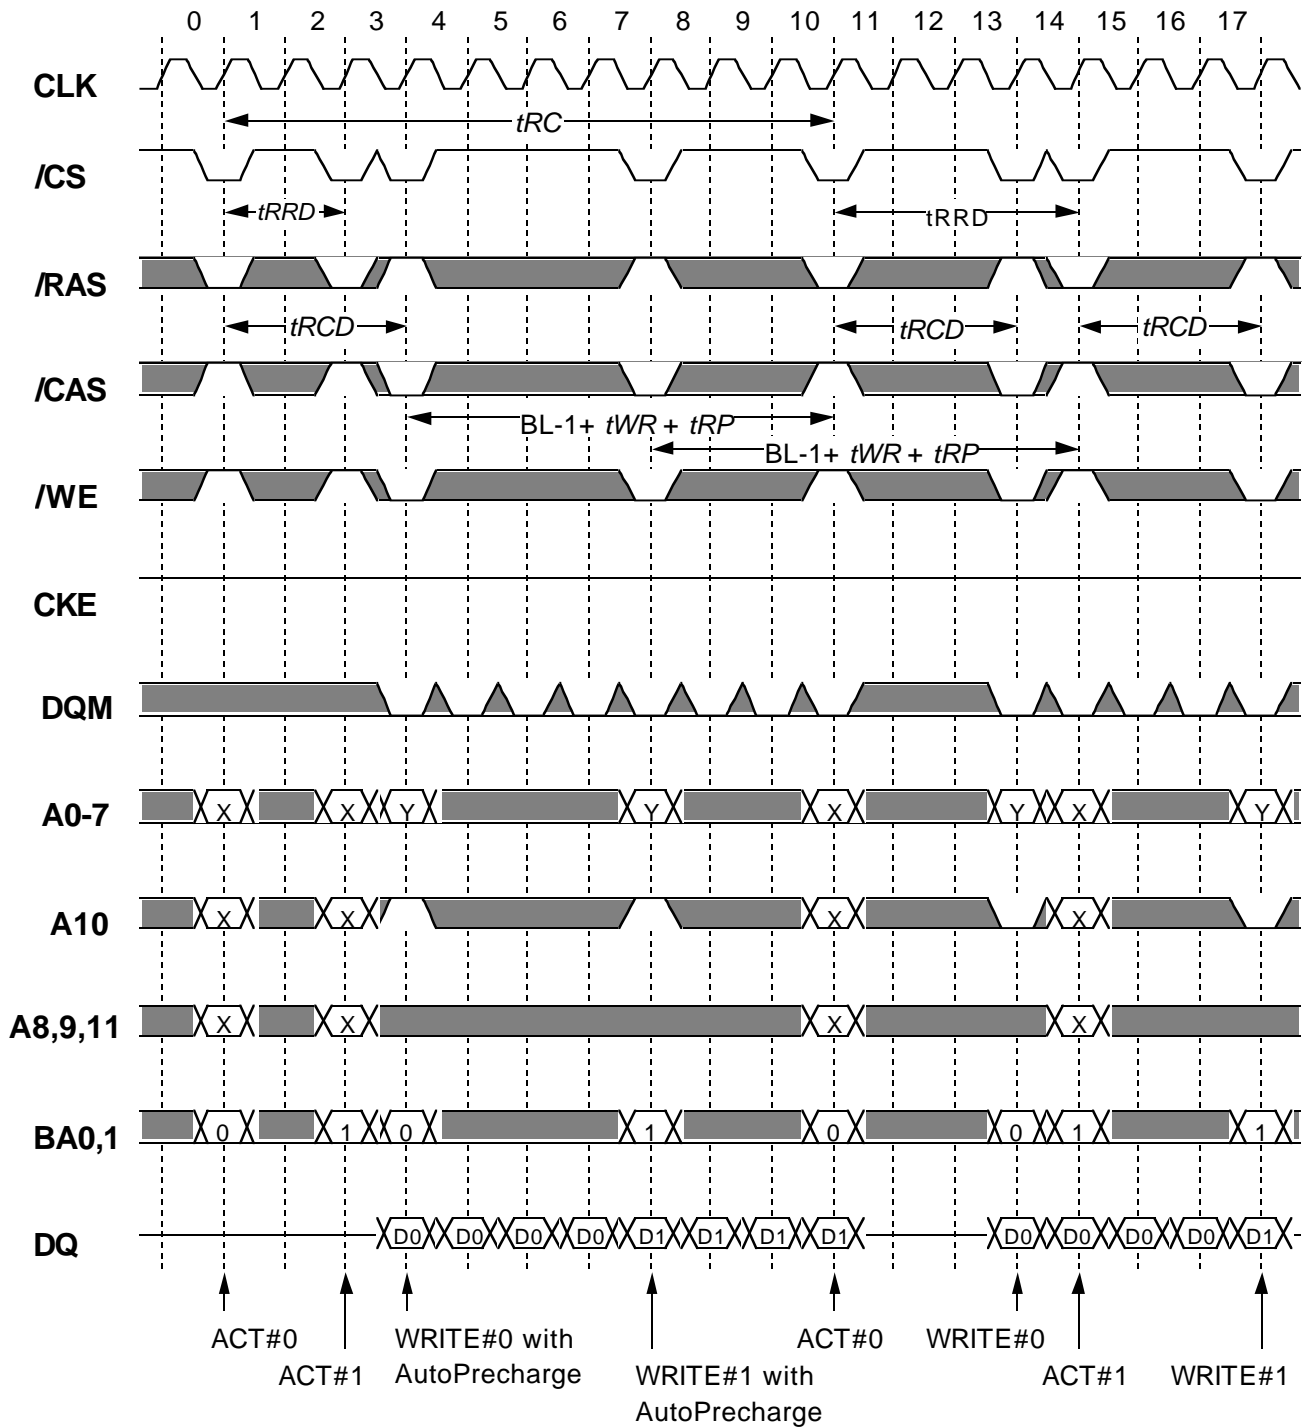 0 1 2 3 4 5 6 7 8 9 10 11 12 13 14 15 16 17
CLK
tRC
/CS
tRRD tRRD
/RAS
tRCD tRCD tRCD
/CAS
BL-1+ tWR + tRP
BL-1+ tWR + tRP
/WE
CKE
DQM
A0-7 X X Y Y X Y X Y
A10 X X X X
A8,9,11 X X X X
BA0,1 0 1 0 1 0 0 1 1
DQ D0 D0 D0 D0 D1 D1 D1 D1 D0 D0 D0 D0 D1
ACT#0 WRITE#0 with ACT#0 WRITE#0
ACT#1 AutoPrecharge WRITE#1 with ACT#1 WRITE#1
AutoPrecharge